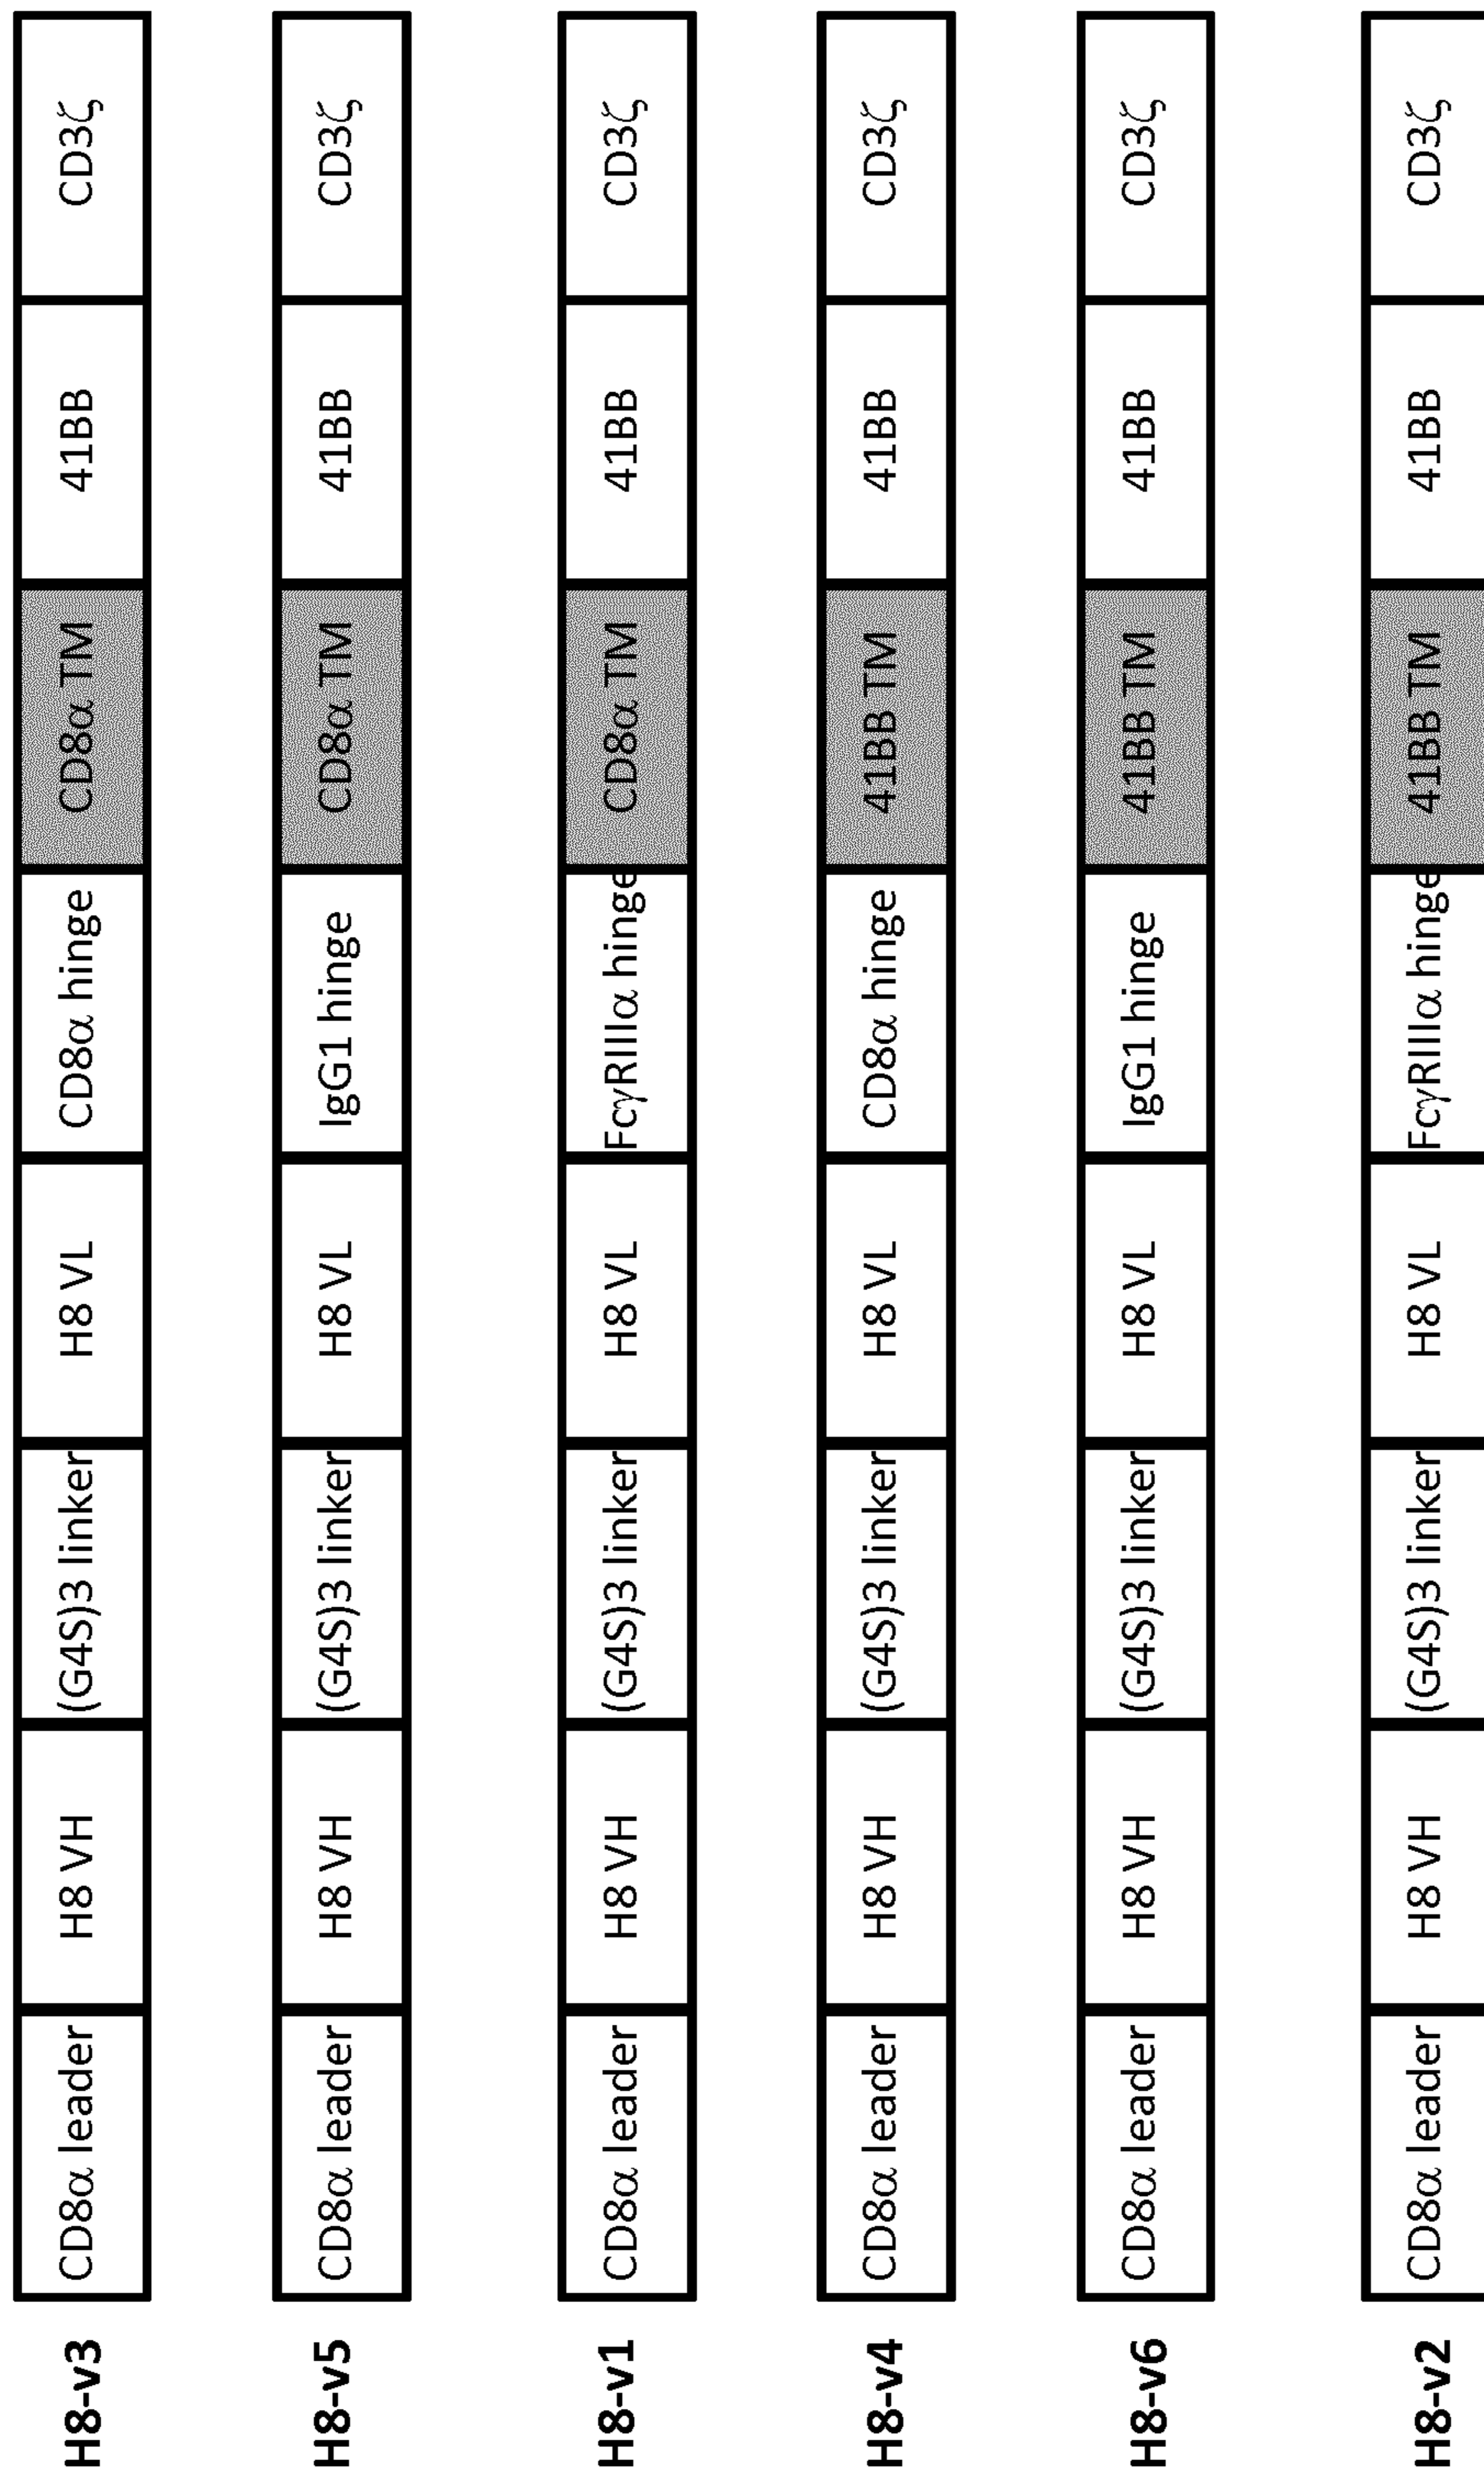 H8-v3 CD8α leader H8 VH (G4S)3 linker H8 VL CD8α hinge CD8α TM 41BB CD3ζ
H8-v5 CD8α leader H8 VH (G4S)3 linker H8 VL IgG1 hinge CD8α TM 41BB CD3ζ
H8-v1 CD8α leader H8 VH (G4S)3 linker H8 VL FcγRIIIα hinge CD8α TM 41BB CD3ζ
H8-v4 CD8α leader H8 VH (G4S)3 linker H8 VL CD8α hinge 41BB TM 41BB CD3ζ
H8-v6 CD8α leader H8 VH (G4S)3 linker H8 VL IgG1 hinge 41BB TM 41BB CD3ζ
H8-v2 CD8α leader H8 VH (G4S)3 linker H8 VL FcγRIIIα hinge 41BB TM 41BB CD3ζ